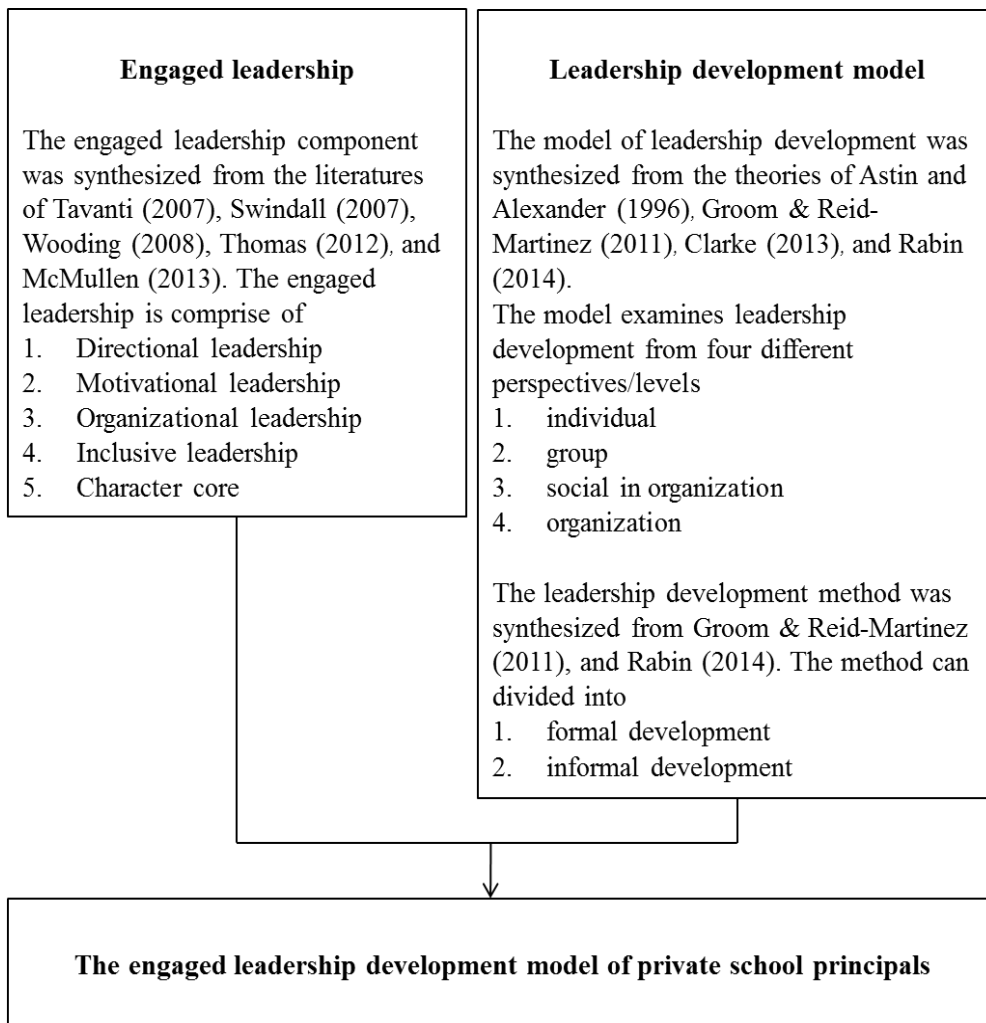 Engaged leadership
The engaged leadership component
was synthesized from the literatures
of Tavanti (2007), Swindall (2007),
Wooding (2008), Thomas (2012), and
McMullen (2013). The engaged
leadership is comprise of
1. Directional leadership
2. Motivational leadership
3. Organizational leadership
4. Inclusive leadership
5. Character core
Leadership development model
The model of leadership development was
synthesized from the theories of Astin and
Alexander (1996), Groom & Reid-
Martinez (2011), Clarke (2013), and Rabin
(2014).
The model examines leadership
development from four different
perspectives/levels
1. individual
2. group
3. social in organization
4. organization
The leadership development method was
synthesized from Groom & Reid-Martinez
(2011), and Rabin (2014). The method can
divided into
1. formal development
2. informal development
The engaged leadership development model of private school principals